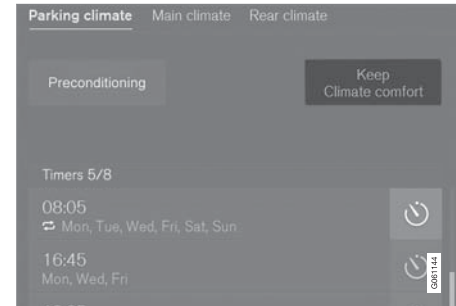 Parking climate Main climate Rear climate
Preconditioning
Keep
Climate comfort
Timers 5/8
08:05
Mon, Tue, Wed, Fri, Sat, Sun
16:45
Mon, Wed, Fri
G061144